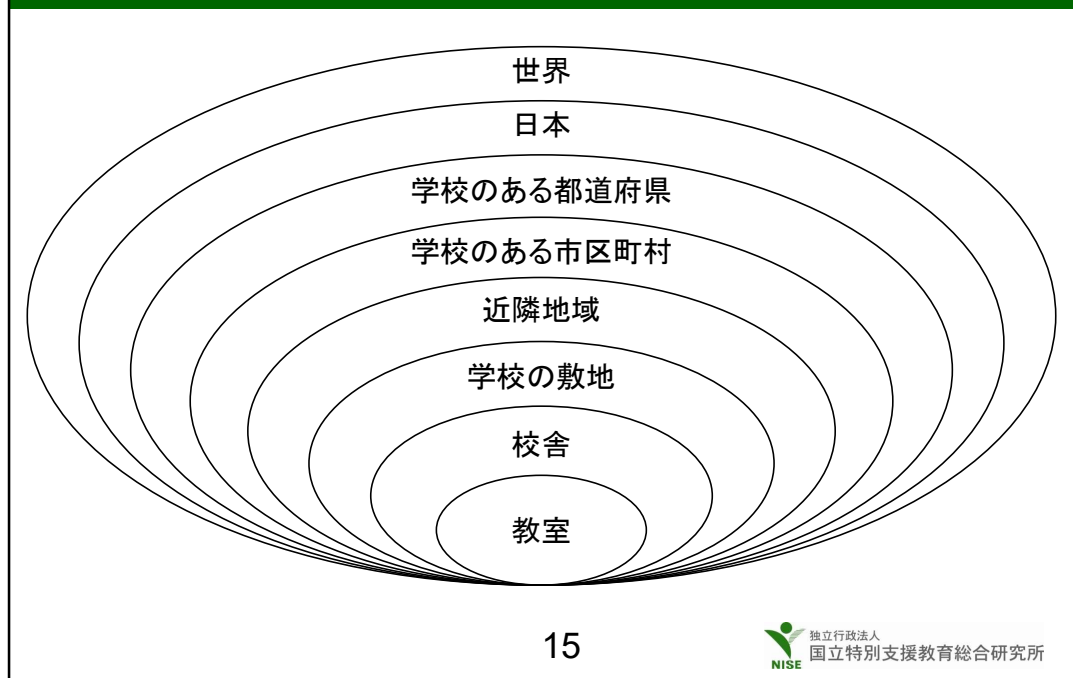 世界
日本
学校のある都道府県
学校のある市区町村
近隣地域
学校の敷地
校舎
教室
15
NISE
独立行政法人
国立特別支援教育総合研究所